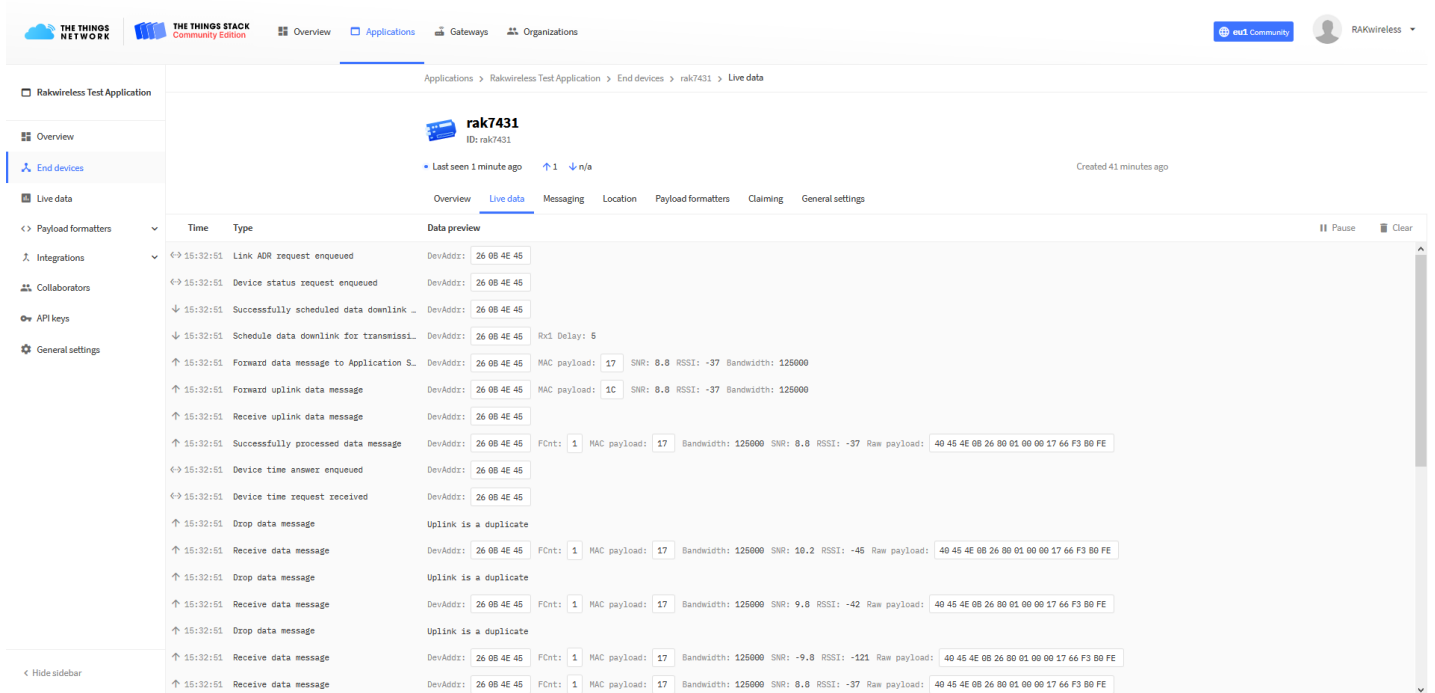 THE THINGS NETWORK THE THINGS STACK Community Edition Overview Applications Gateways Organizations eu1 Community RAKwireless
Applications > Rakwireless Test Application > End devices > rak7431 > Live data
Rakwireless Test Application
Overview
End devices
Live data
Payload formatters
Integrations
Collaborators
API keys
General settings
Hide sidebar
rak7431
ID: rak7431
Last seen 1 minute ago ↑ 1 ↓ n/a Created 41 minutes ago
Overview Live data Messaging Location Payload formatters Claiming General settings
Time Type Data preview Pause Clear
15:32:51 Link ADR request enqueued DevAddr: 26 0B 4E 45
15:32:51 Device status request enqueued DevAddr: 26 0B 4E 45
↓ 15:32:51 Successfully scheduled data downlink … DevAddr: 26 0B 4E 45
↓ 15:32:51 Schedule data downlink for transmissi… DevAddr: 26 0B 4E 45 Rx1 Delay: 5
↑ 15:32:51 Forward data message to Application S… DevAddr: 26 0B 4E 45 MAC payload: 17 SNR: 8.8 RSSI: -37 Bandwidth: 125000
↑ 15:32:51 Forward uplink data message DevAddr: 26 0B 4E 45 MAC payload: 1C SNR: 8.8 RSSI: -37 Bandwidth: 125000
↑ 15:32:51 Receive uplink data message DevAddr: 26 0B 4E 45
↑ 15:32:51 Successfully processed data message DevAddr: 26 0B 4E 45 FCnt: 1 MAC payload: 17 Bandwidth: 125000 SNR: 8.8 RSSI: -37 Raw payload: 40 45 4E 0B 26 80 01 00 00 17 66 F3 B0 FE
15:32:51 Device time answer enqueued DevAddr: 26 0B 4E 45
15:32:51 Device time request received DevAddr: 26 0B 4E 45
↑ 15:32:51 Drop data message Uplink is a duplicate
↑ 15:32:51 Receive data message DevAddr: 26 0B 4E 45 FCnt: 1 MAC payload: 17 Bandwidth: 125000 SNR: 10.2 RSSI: -45 Raw payload: 40 45 4E 0B 26 80 01 00 00 17 66 F3 B0 FE
↑ 15:32:51 Drop data message Uplink is a duplicate
↑ 15:32:51 Receive data message DevAddr: 26 0B 4E 45 FCnt: 1 MAC payload: 17 Bandwidth: 125000 SNR: 9.8 RSSI: -42 Raw payload: 40 45 4E 0B 26 80 01 00 00 17 66 F3 B0 FE
↑ 15:32:51 Drop data message Uplink is a duplicate
↑ 15:32:51 Receive data message DevAddr: 26 0B 4E 45 FCnt: 1 MAC payload: 17 Bandwidth: 125000 SNR: -9.8 RSSI: -121 Raw payload: 40 45 4E 0B 26 80 01 00 00 17 66 F3 B0 FE
↑ 15:32:51 Receive data message DevAddr: 26 0B 4E 45 FCnt: 1 MAC payload: 17 Bandwidth: 125000 SNR: 8.8 RSSI: -37 Raw payload: 40 45 4E 0B 26 80 01 00 00 17 66 F3 B0 FE